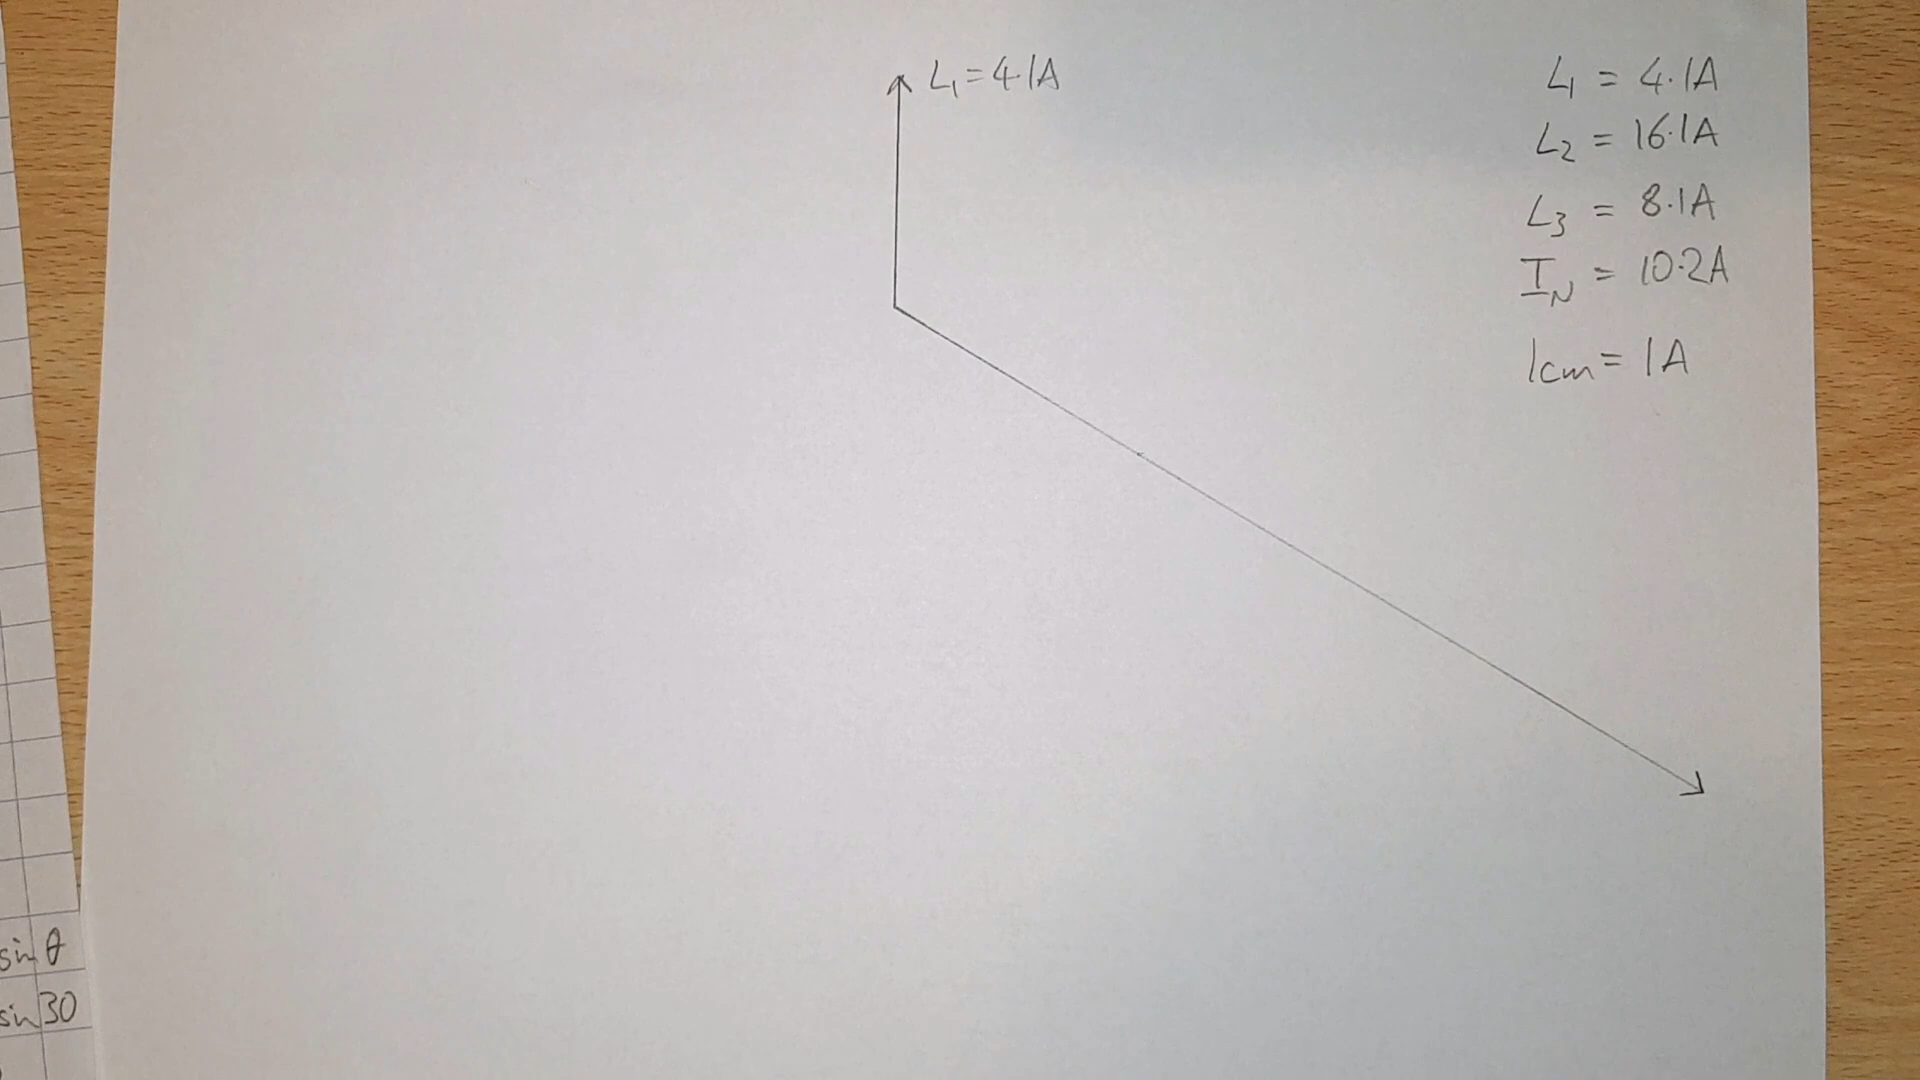 L1 = 4.1A
L1 = 4.1A
L2 = 16.1A
L3 = 8.1A
IN = 10.2A
1cm = 1A
sin θ
sin 30